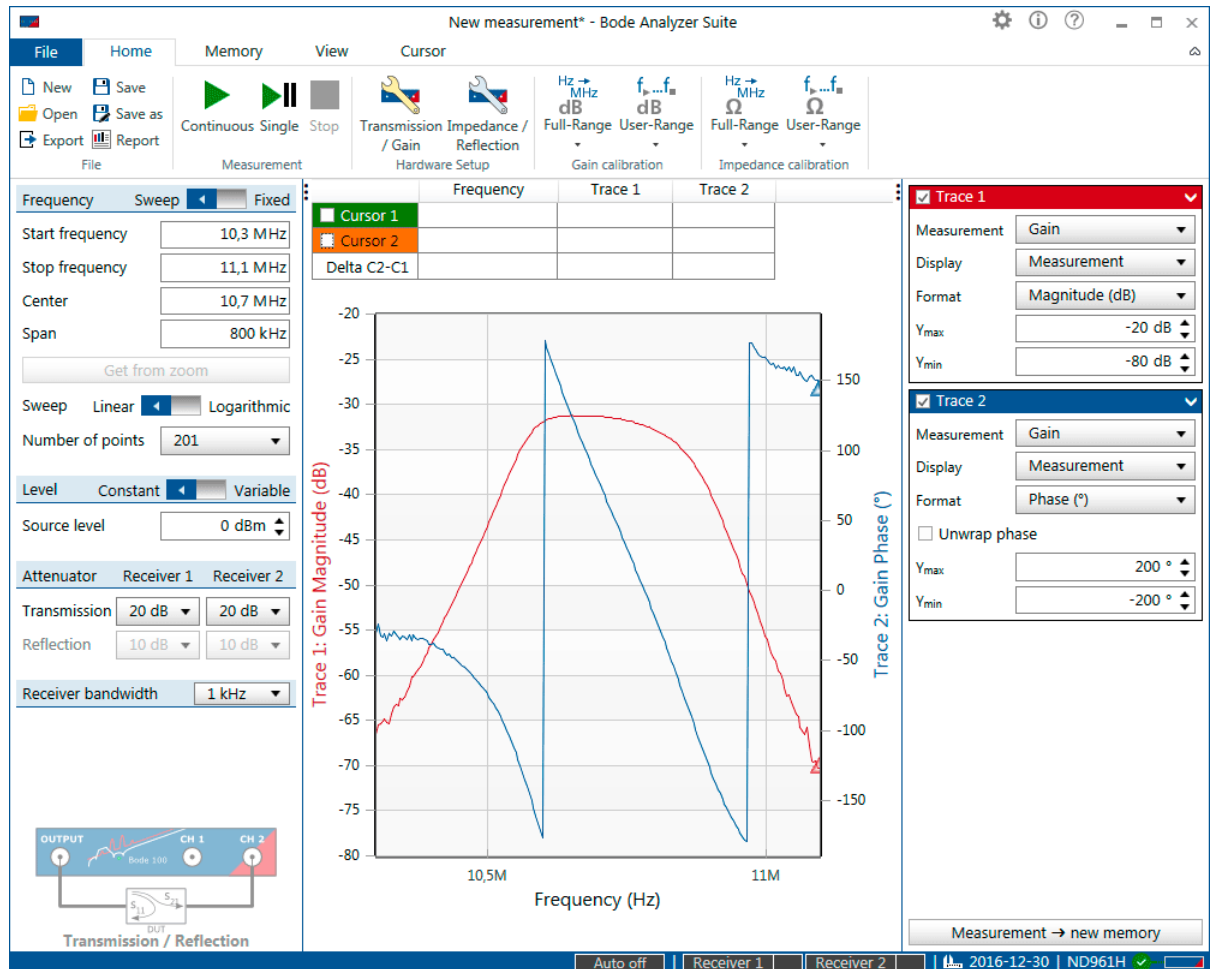 New measurement* - Bode Analyzer Suite
File Home Memory View Cursor
New Save
Open Save as
Export Report
File
Continuous Single Stop
Measurement
Transmission / Gain
Impedance / Reflection
Hardware Setup
Hz → MHz dB Full-Range
f▸...f■ dB User-Range
Gain calibration
Hz → MHz Ω Full-Range
f▸...f■ Ω User-Range
Impedance calibration
Frequency Sweep Fixed
Start frequency 10,3 MHz
Stop frequency 11,1 MHz
Center 10,7 MHz
Span 800 kHz
Get from zoom
Sweep Linear Logarithmic
Number of points 201
Level Constant Variable
Source level 0 dBm
Attenuator Receiver 1 Receiver 2
Transmission 20 dB 20 dB
Reflection 10 dB 10 dB
Receiver bandwidth 1 kHz
OUTPUT CH 1 CH 2
Bode 100
S11 S21
DUT
Transmission / Reflection
Frequency Trace 1 Trace 2
Cursor 1
Cursor 2
Delta C2-C1
Trace 1: Gain Magnitude (dB)
-20
-25
-30
-35
-40
-45
-50
-55
-60
-65
-70
-75
-80
10,5M 11M
Frequency (Hz)
150
100
50
0
-50
-100
-150
Trace 2: Gain Phase (°)
Trace 1
Measurement Gain
Display Measurement
Format Magnitude (dB)
Ymax -20 dB
Ymin -80 dB
Trace 2
Measurement Gain
Display Measurement
Format Phase (°)
Unwrap phase
Ymax 200 °
Ymin -200 °
Measurement → new memory
Auto off | Receiver 1 Receiver 2 | 2016-12-30 | ND961H